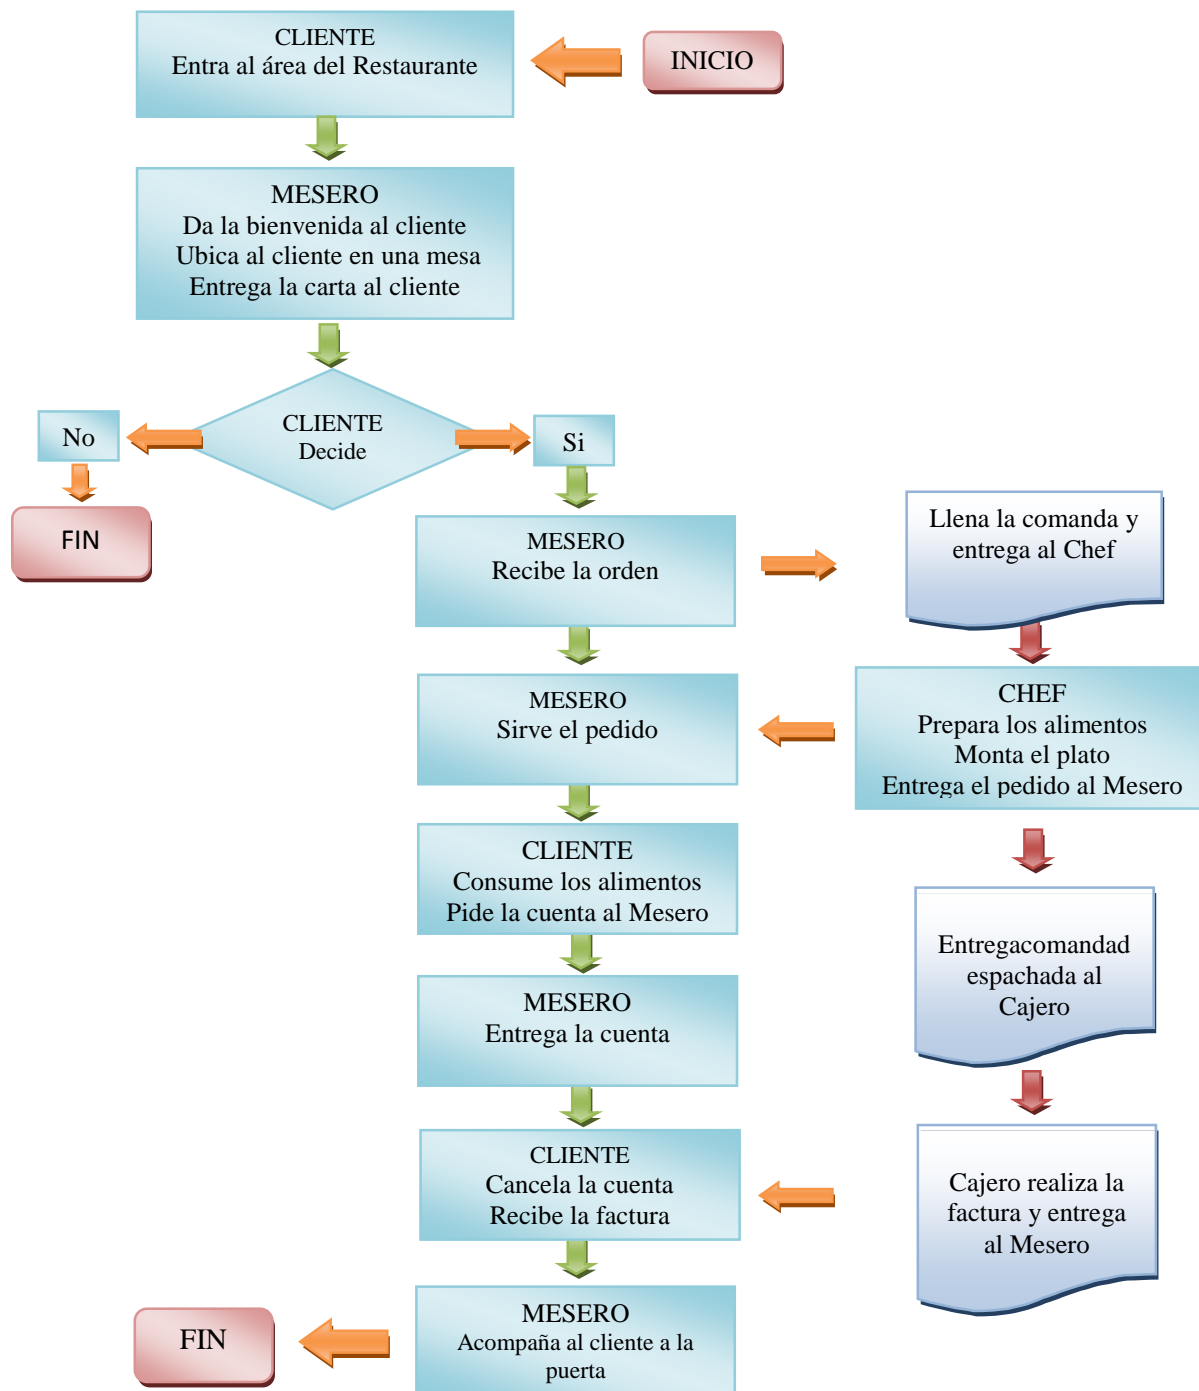 CLIENTE
Entra al área del Restaurante
INICIO
MESERO
Da la bienvenida al cliente
Ubica al cliente en una mesa
Entrega la carta al cliente
CLIENTE
Decide
No
Si
FIN
MESERO
Recibe la orden
Llena la comanda y
entrega al Chef
MESERO
Sirve el pedido
CHEF
Prepara los alimentos
Monta el plato
Entrega el pedido al Mesero
CLIENTE
Consume los alimentos
Pide la cuenta al Mesero
Entregacomandad
espachada al
Cajero
MESERO
Entrega la cuenta
CLIENTE
Cancela la cuenta
Recibe la factura
Cajero realiza la
factura y entrega
al Mesero
MESERO
Acompaña al cliente a la
puerta
FIN